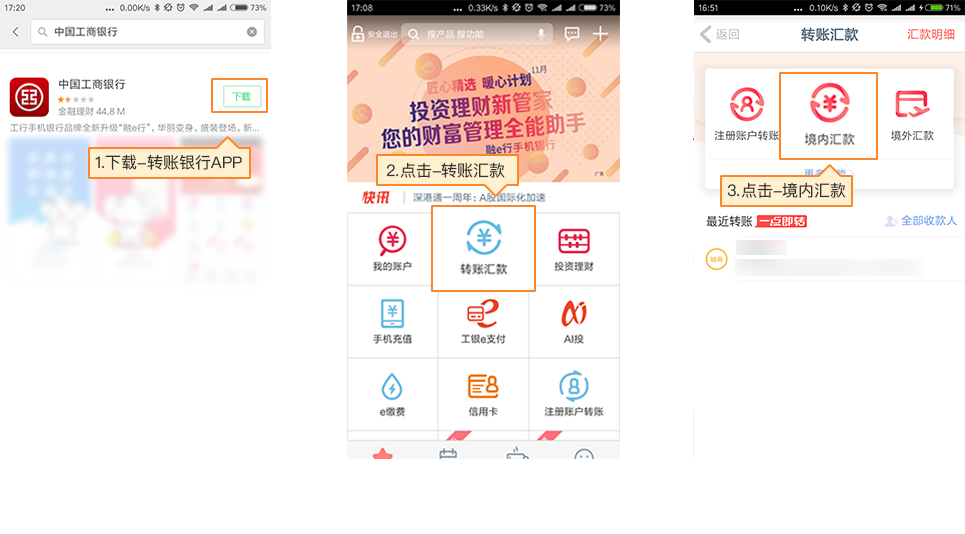 17:20
... 0.00K/s 73%
中国工商银行
中国工商银行
下载
金融理财 44.8 M
工行手机银行品牌全新升级“融e行”，华丽变身，盛装登场。新...
1.下载–转账银行APP
17:08
... 0.33K/s 73%
安全退出
搜产品 搜功能
匠心精选 暖心计划 11月
投资理财新管家
您的财富管理全能助手
融e行手机银行
广告
2.点击–转账汇款
快讯
深港通一周年：A股国际化加速
我的账户
转账汇款
投资理财
手机充值
工银e支付
AI投
e缴费
信用卡
注册账户转账
16:51
... 0.10K/s 71%
返回
转账汇款
汇款明细
注册账户转账
境内汇款
境外汇款
3.点击–境内汇款
最近转账
一点即转
全部收款人